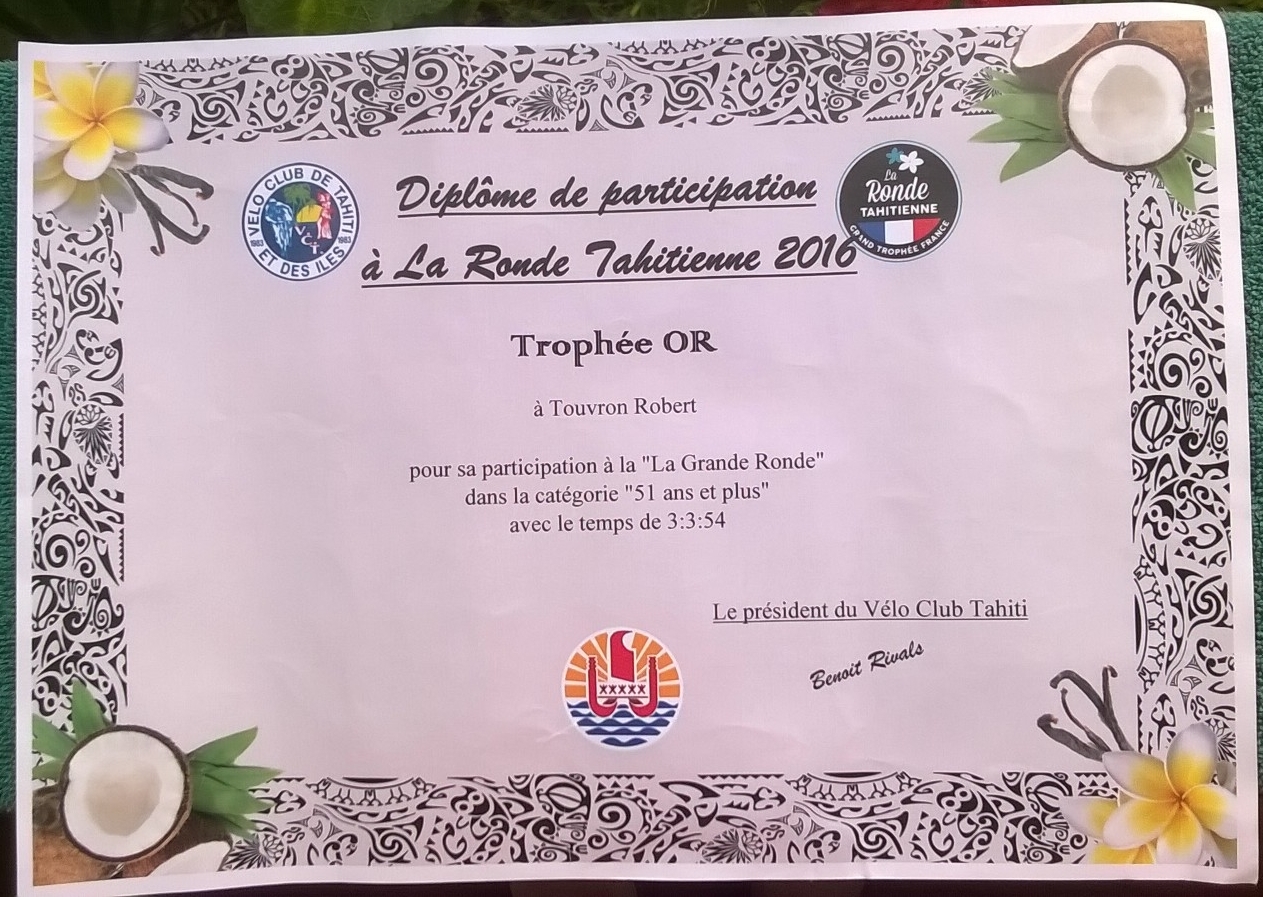 VELO CLUB DE TAHITI
ET DES ILES
1983
1983
V.C.T
Diplôme de participation
à La Ronde Tahitienne 2016
La
Ronde
TAHITIENNE
GRAND TROPHÉE FRANCE
Trophée OR
à Touvron Robert
pour sa participation à la "La Grande Ronde"
dans la catégorie "51 ans et plus"
avec le temps de 3:3:54
Le président du Vélo Club Tahiti
Benoit Rivals